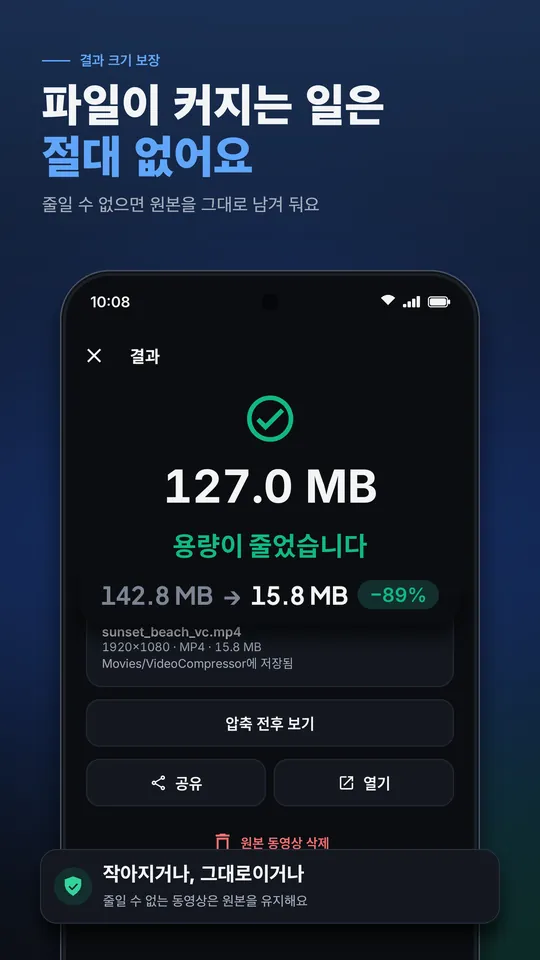 결과 크기 보장
파일이 커지는 일은
절대 없어요
줄일 수 없으면 원본을 그대로 남겨 둬요
10:08
결과
127.0 MB
용량이 줄었습니다
142.8 MB → 15.8 MB −89%
sunset_beach_vc.mp4
1920×1080 · MP4 · 15.8 MB
Movies/VideoCompressor에 저장됨
압축 전후 보기
공유
열기
원본 동영상 삭제
작아지거나, 그대로이거나
줄일 수 없는 동영상은 원본을 유지해요